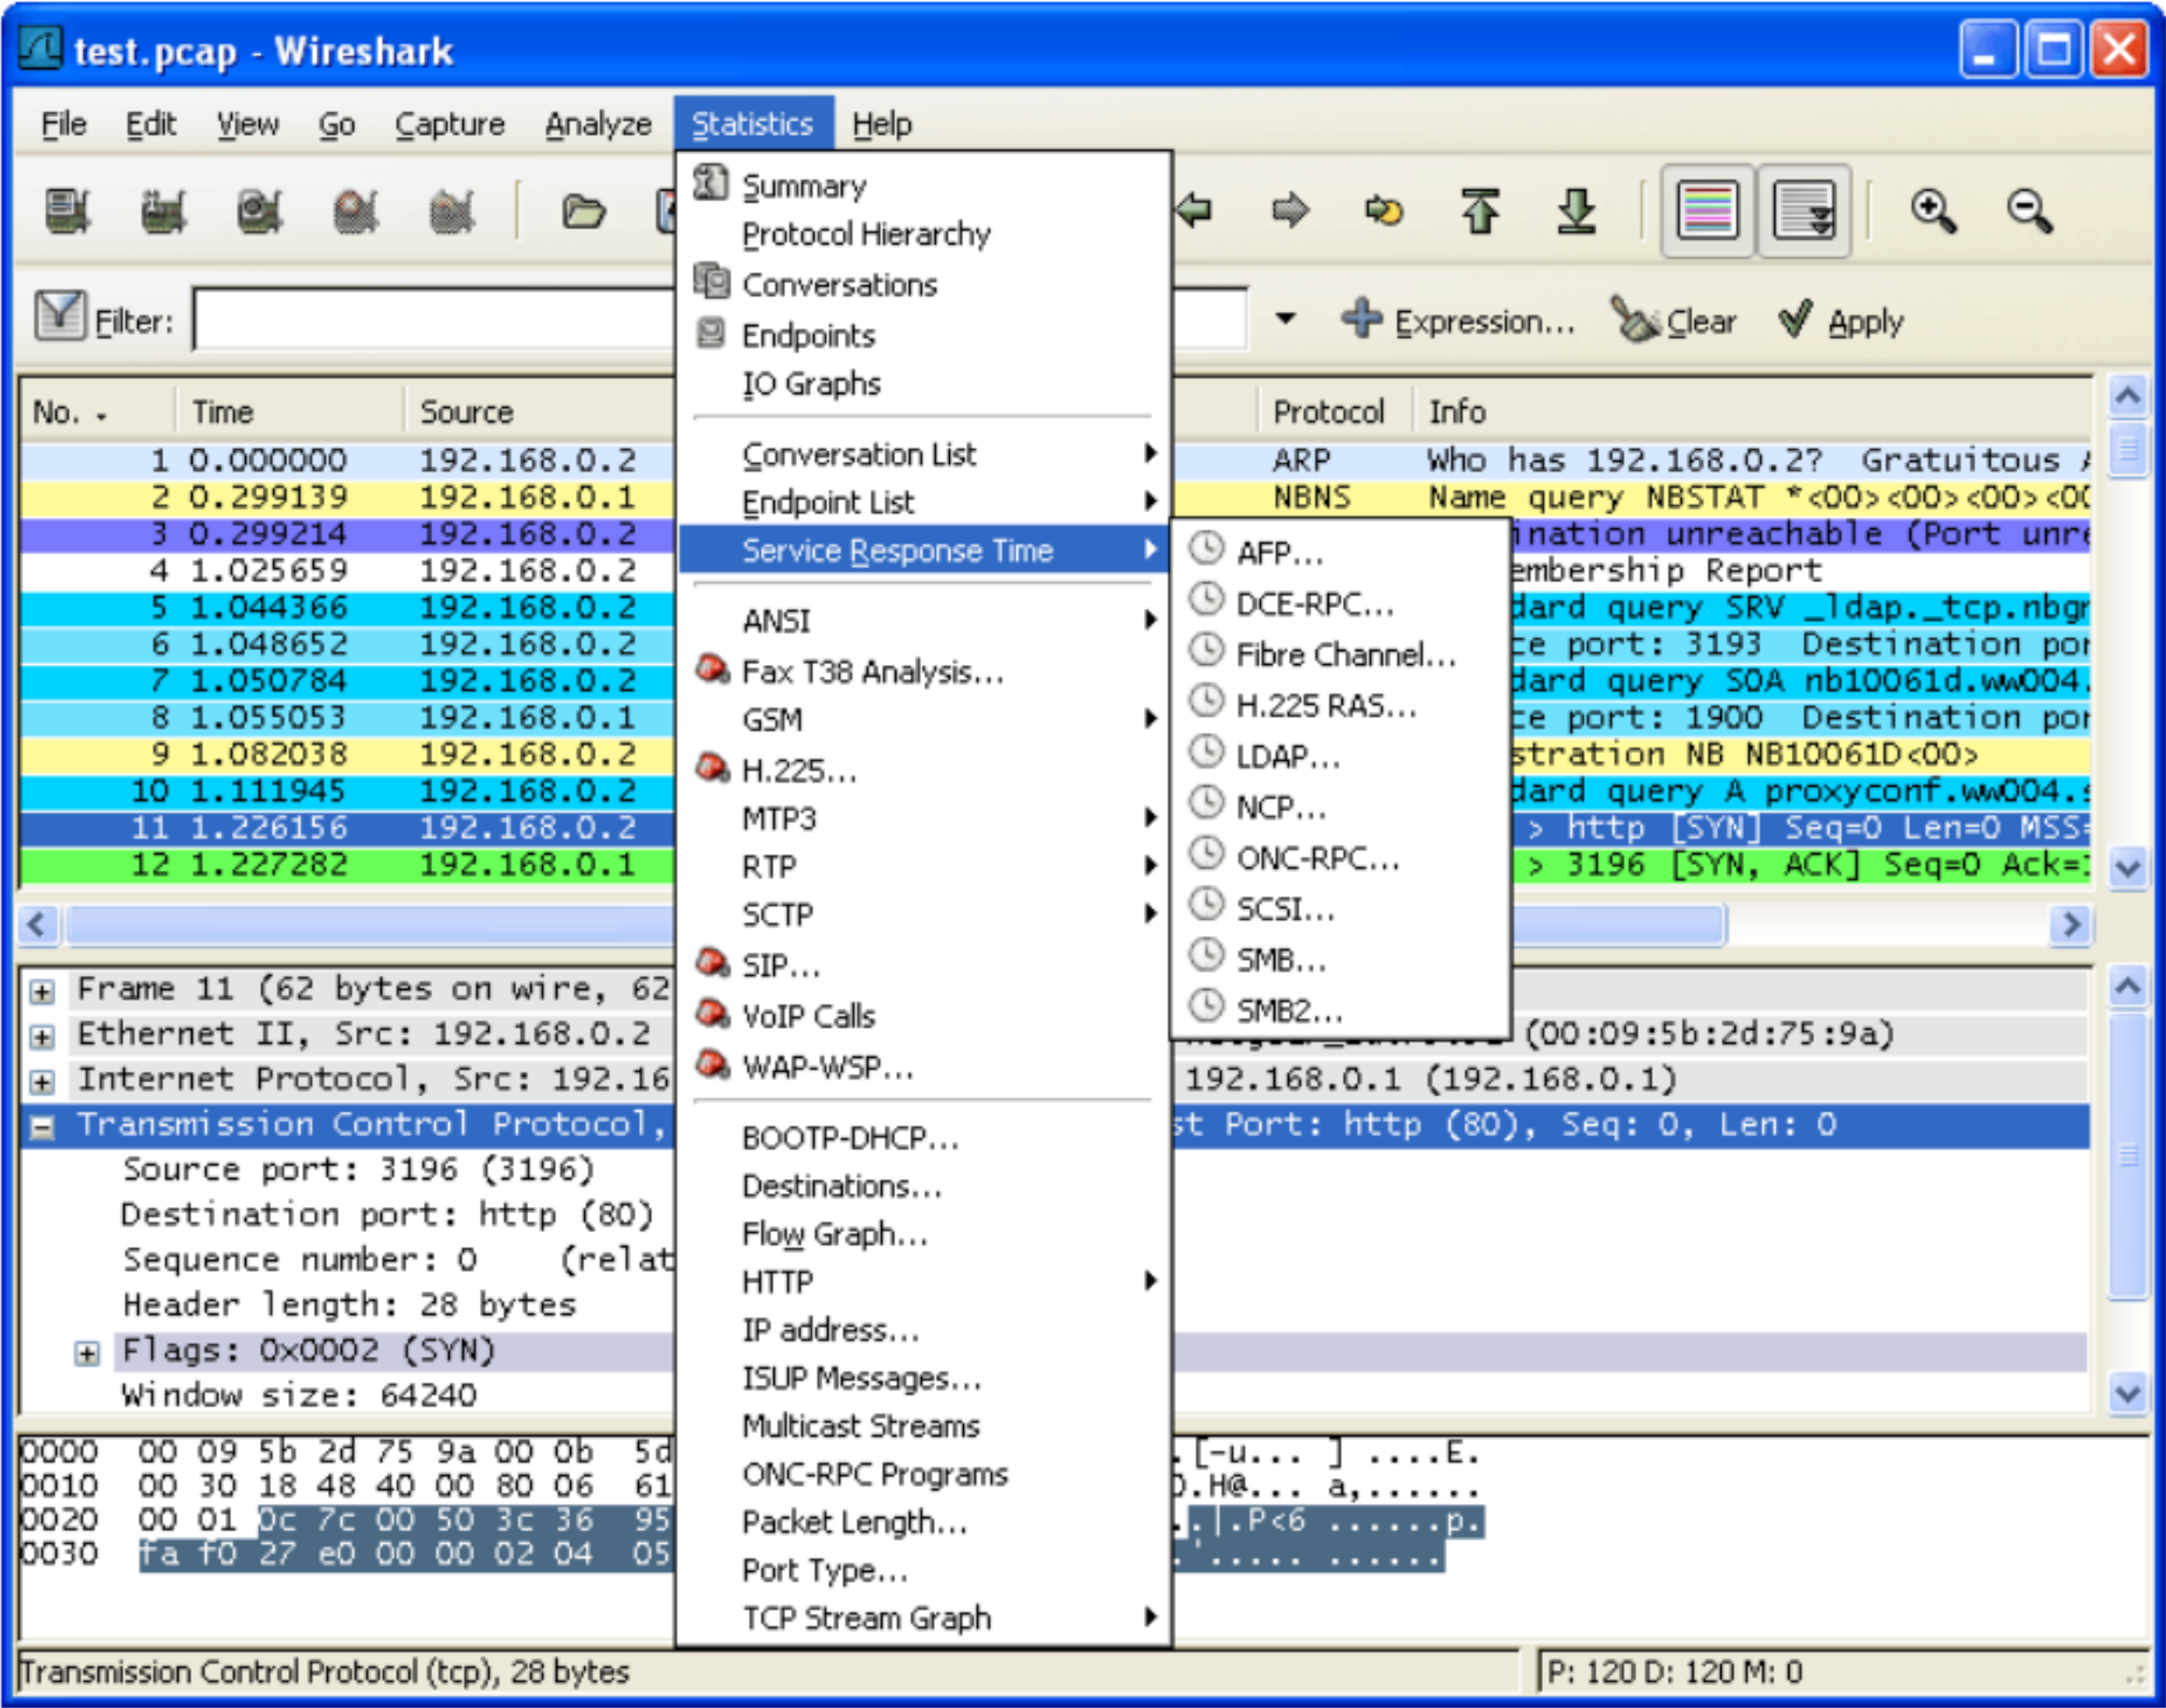 test.pcap - Wireshark
File Edit View Go Capture Analyze Statistics Help
Filter: Expression... Clear Apply
No. Time Source Protocol Info
1 0.000000 192.168.0.2 ARP Who has 192.168.0.2? Gratuitous
2 0.299139 192.168.0.1 NBNS Name query NBSTAT *<00><00><00><00
3 0.299214 192.168.0.2 ination unreachable (Port unre
4 1.025659 192.168.0.2 embership Report
5 1.044366 192.168.0.2 dard query SRV _ldap._tcp.nbgr
6 1.048652 192.168.0.2 ce port: 3193 Destination por
7 1.050784 192.168.0.2 dard query SOA nb10061d.ww004.
8 1.055053 192.168.0.1 ce port: 1900 Destination por
9 1.082038 192.168.0.2 stration NB NB10061D<00>
10 1.111945 192.168.0.2 dard query A proxyconf.ww004.s
11 1.226156 192.168.0.2 > http [SYN] Seq=0 Len=0 MSS=
12 1.227282 192.168.0.1 > 3196 [SYN, ACK] Seq=0 Ack=1
Summary
Protocol Hierarchy
Conversations
Endpoints
IO Graphs
Conversation List
Endpoint List
Service Response Time
ANSI
Fax T38 Analysis...
GSM
H.225...
MTP3
RTP
SCTP
SIP...
VoIP Calls
WAP-WSP...
BOOTP-DHCP...
Destinations...
Flow Graph...
HTTP
IP address...
ISUP Messages...
Multicast Streams
ONC-RPC Programs
Packet Length...
Port Type...
TCP Stream Graph
AFP...
DCE-RPC...
Fibre Channel...
H.225 RAS...
LDAP...
NCP...
ONC-RPC...
SCSI...
SMB...
SMB2...
Frame 11 (62 bytes on wire, 62
Ethernet II, Src: 192.168.0.2 (00:09:5b:2d:75:9a)
Internet Protocol, Src: 192.16 192.168.0.1 (192.168.0.1)
Transmission Control Protocol, st Port: http (80), Seq: 0, Len: 0
Source port: 3196 (3196)
Destination port: http (80)
Sequence number: 0 (relat
Header length: 28 bytes
Flags: 0x0002 (SYN)
Window size: 64240
0000 00 09 5b 2d 75 9a 00 0b 5d .[-u... ] ....E.
0010 00 30 18 48 40 00 80 06 61 0.H@... a,......
0020 00 01 0c 7c 00 50 3c 36 95 ..|.P<6 ......p.
0030 fa f0 27 e0 00 00 02 04 05 .'..... ......
Transmission Control Protocol (tcp), 28 bytes P: 120 D: 120 M: 0